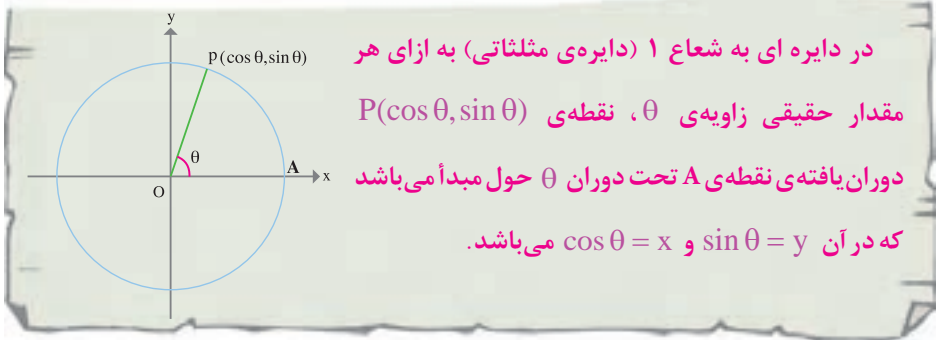 در دایره ای به شعاع ۱ (دایره‌ی مثلثاتی) به ازای هر
مقدار حقیقی زاویه‌ی θ، نقطه‌ی P(cos θ, sin θ)
دوران‌یافته‌ی نقطه‌ی A تحت دوران θ حول مبدأ می‌باشد
که در آن sin θ = y و cos θ = x می‌باشد.
y
p (cos θ, sin θ)
θ
A
x
O